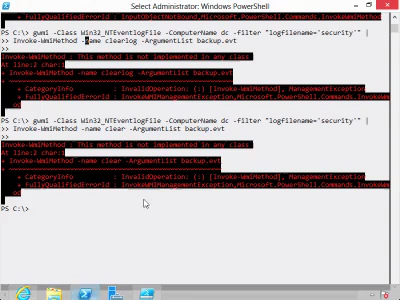 Select Administrator: Windows PowerShell
+ FullyQualifiedErrorId : InputObjectNotBound,Microsoft.PowerShell.Commands.InvokeWmiMethod
PS C:\> gwmi -Class Win32_NTEventlogFile -ComputerName dc -filter "logfilename='security'" |
>> Invoke-WmiMethod -name clearlog -ArgumentList backup.evt
>>
Invoke-WmiMethod : This method is not implemented in any class
At line:2 char:1
+ Invoke-WmiMethod -name clearlog -ArgumentList backup.evt
+ CategoryInfo : InvalidOperation: (:) [Invoke-WmiMethod], ManagementException
+ FullyQualifiedErrorId : InvokeWMIManagementException,Microsoft.PowerShell.Commands.InvokeWm
od
PS C:\> gwmi -Class Win32_NTEventlogFile -ComputerName dc -filter "logfilename='security'" |
>> Invoke-WmiMethod -name clear -ArgumentList backup.evt
>>
Invoke-WmiMethod : This method is not implemented in any class
At line:2 char:1
+ Invoke-WmiMethod -name clear -ArgumentList backup.evt
+ CategoryInfo : InvalidOperation: (:) [Invoke-WmiMethod], ManagementException
+ FullyQualifiedErrorId : InvokeWMIManagementException,Microsoft.PowerShell.Commands.InvokeWm
od
PS C:\>